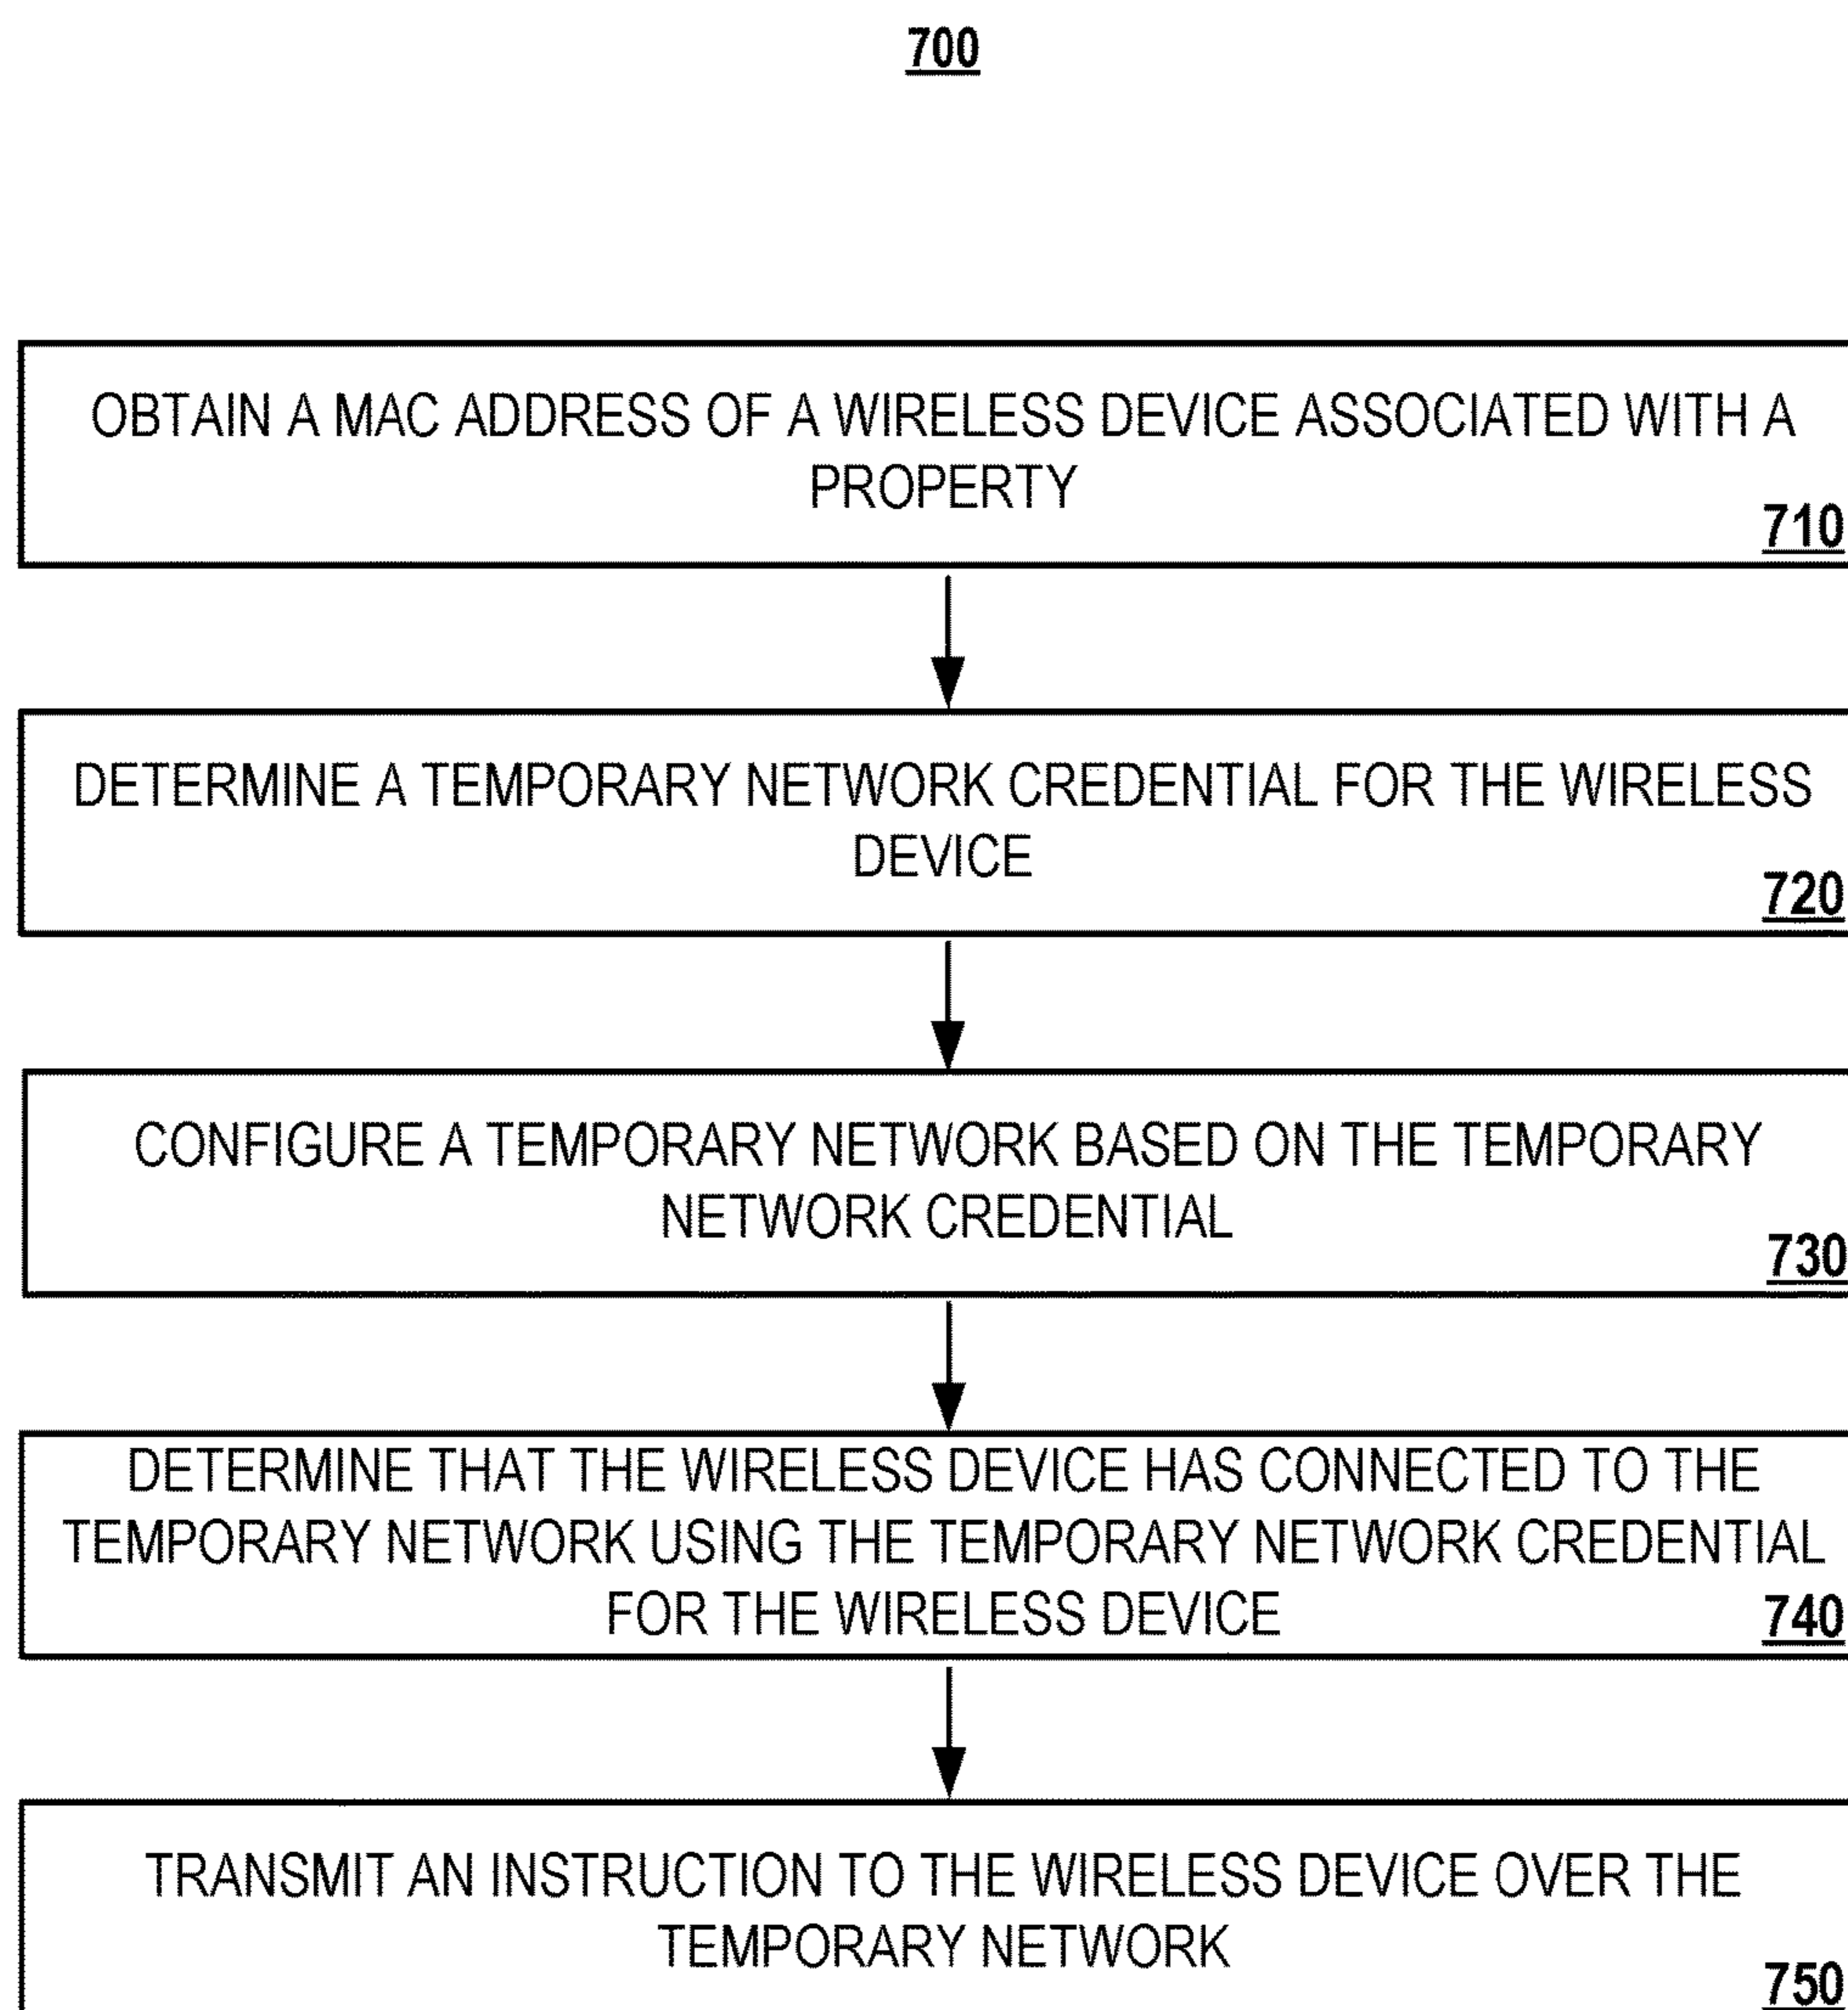 700
OBTAIN A MAC ADDRESS OF A WIRELESS DEVICE ASSOCIATED WITH A
PROPERTY
710
DETERMINE A TEMPORARY NETWORK CREDENTIAL FOR THE WIRELESS
DEVICE
720
CONFIGURE A TEMPORARY NETWORK BASED ON THE TEMPORARY
NETWORK CREDENTIAL
730
DETERMINE THAT THE WIRELESS DEVICE HAS CONNECTED TO THE
TEMPORARY NETWORK USING THE TEMPORARY NETWORK CREDENTIAL
FOR THE WIRELESS DEVICE
740
TRANSMIT AN INSTRUCTION TO THE WIRELESS DEVICE OVER THE
TEMPORARY NETWORK
750